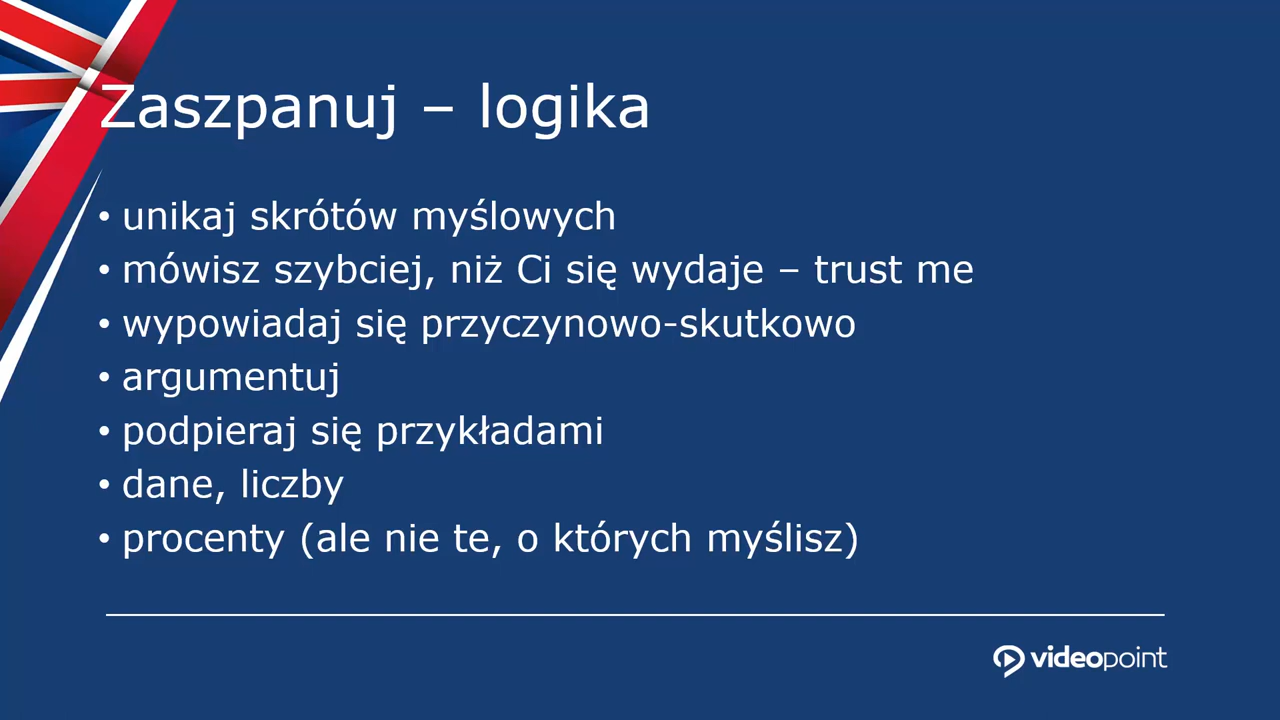 Zaszpanuj – logika
• unikaj skrótów myślowych
• mówisz szybciej, niż Ci się wydaje – trust me
• wypowiadaj się przyczynowo-skutkowo
• argumentuj
• podpieraj się przykładami
• dane, liczby
• procenty (ale nie te, o których myślisz)
videopoint